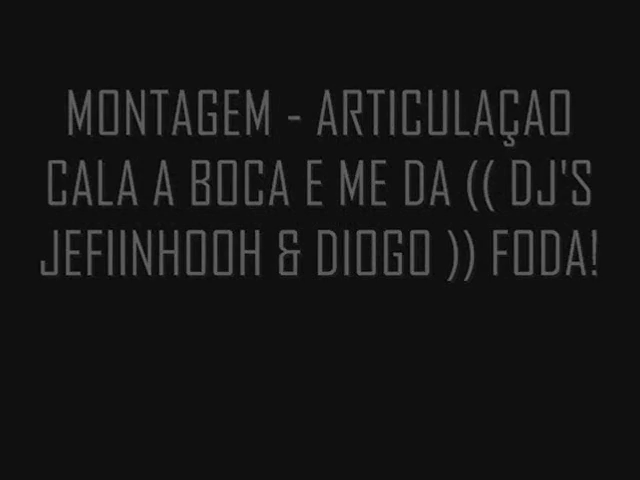 MONTAGEM - ARTICULAÇAO
CALA A BOCA E ME DA (( DJ'S
JEFIINHOOH & DIOGO )) FODA!